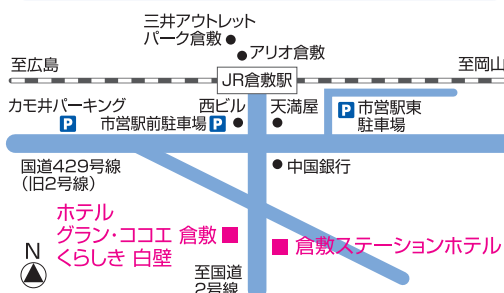 三井アウトレット
パーク倉敷
アリオ倉敷
至広島
至岡山
JR倉敷駅
カモ井パーキング
P
市営駅前駐車場 P
西ビル
天満屋
P 市営駅東
駐車場
国道429号線
(旧2号線)
中国銀行
ホテル
グラン・ココエ 倉敷
くらしき 白壁
倉敷ステーションホテル
N
至国道
2号線